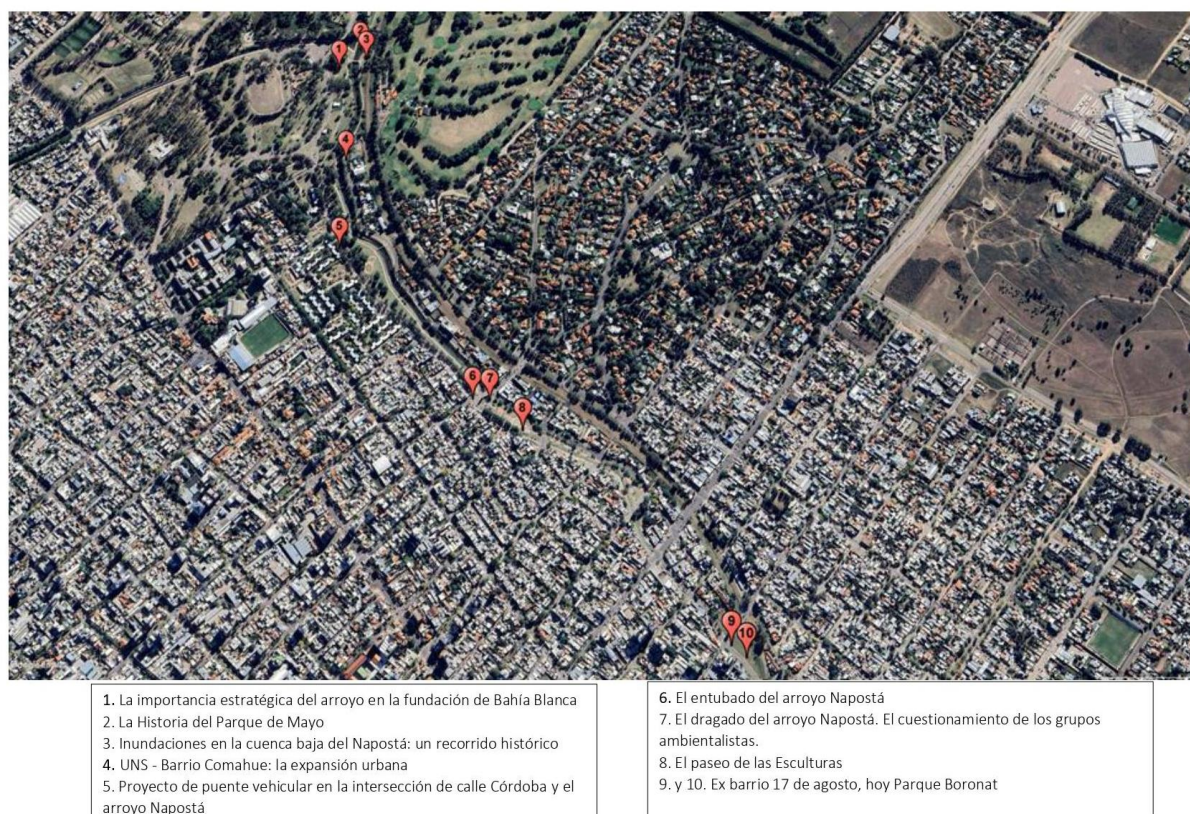 2
1
3
4
5
6
7
8
9
10
1. La importancia estratégica del arroyo en la fundación de Bahía Blanca
2. La Historia del Parque de Mayo
3. Inundaciones en la cuenca baja del Napostá: un recorrido histórico
4. UNS - Barrio Comahue: la expansión urbana
5. Proyecto de puente vehicular en la intersección de calle Córdoba y el
arroyo Napostá
6. El entubado del arroyo Napostá
7. El dragado del arroyo Napostá. El cuestionamiento de los grupos
ambientalistas.
8. El paseo de las Esculturas
9. y 10. Ex barrio 17 de agosto, hoy Parque Boronat